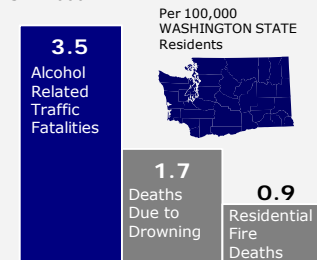 Per 100,000
WASHINGTON STATE
Residents
3.5
Alcohol
Related
Traffic
Fatalities
1.7
Deaths
Due to
Drowning
0.9
Residential
Fire
Deaths